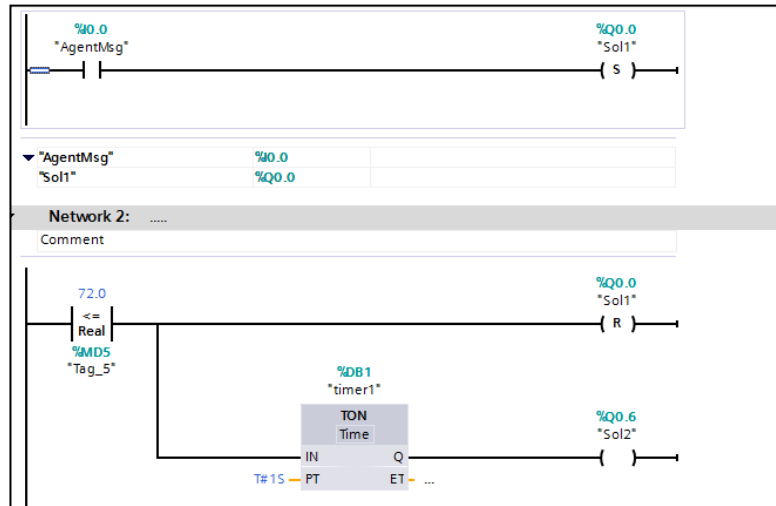 %I0.0 %Q0.0
"AgentMsg" "Sol1"
S
"AgentMsg" %I0.0
"Sol1" %Q0.0
Network 2: .....
Comment
72.0 %Q0.0
"Sol1"
<=
Real R
%MD5
"Tag_5"
%DB1
"timer1"
TON %Q0.6
Time "Sol2"
IN Q
T#1S PT ET ...